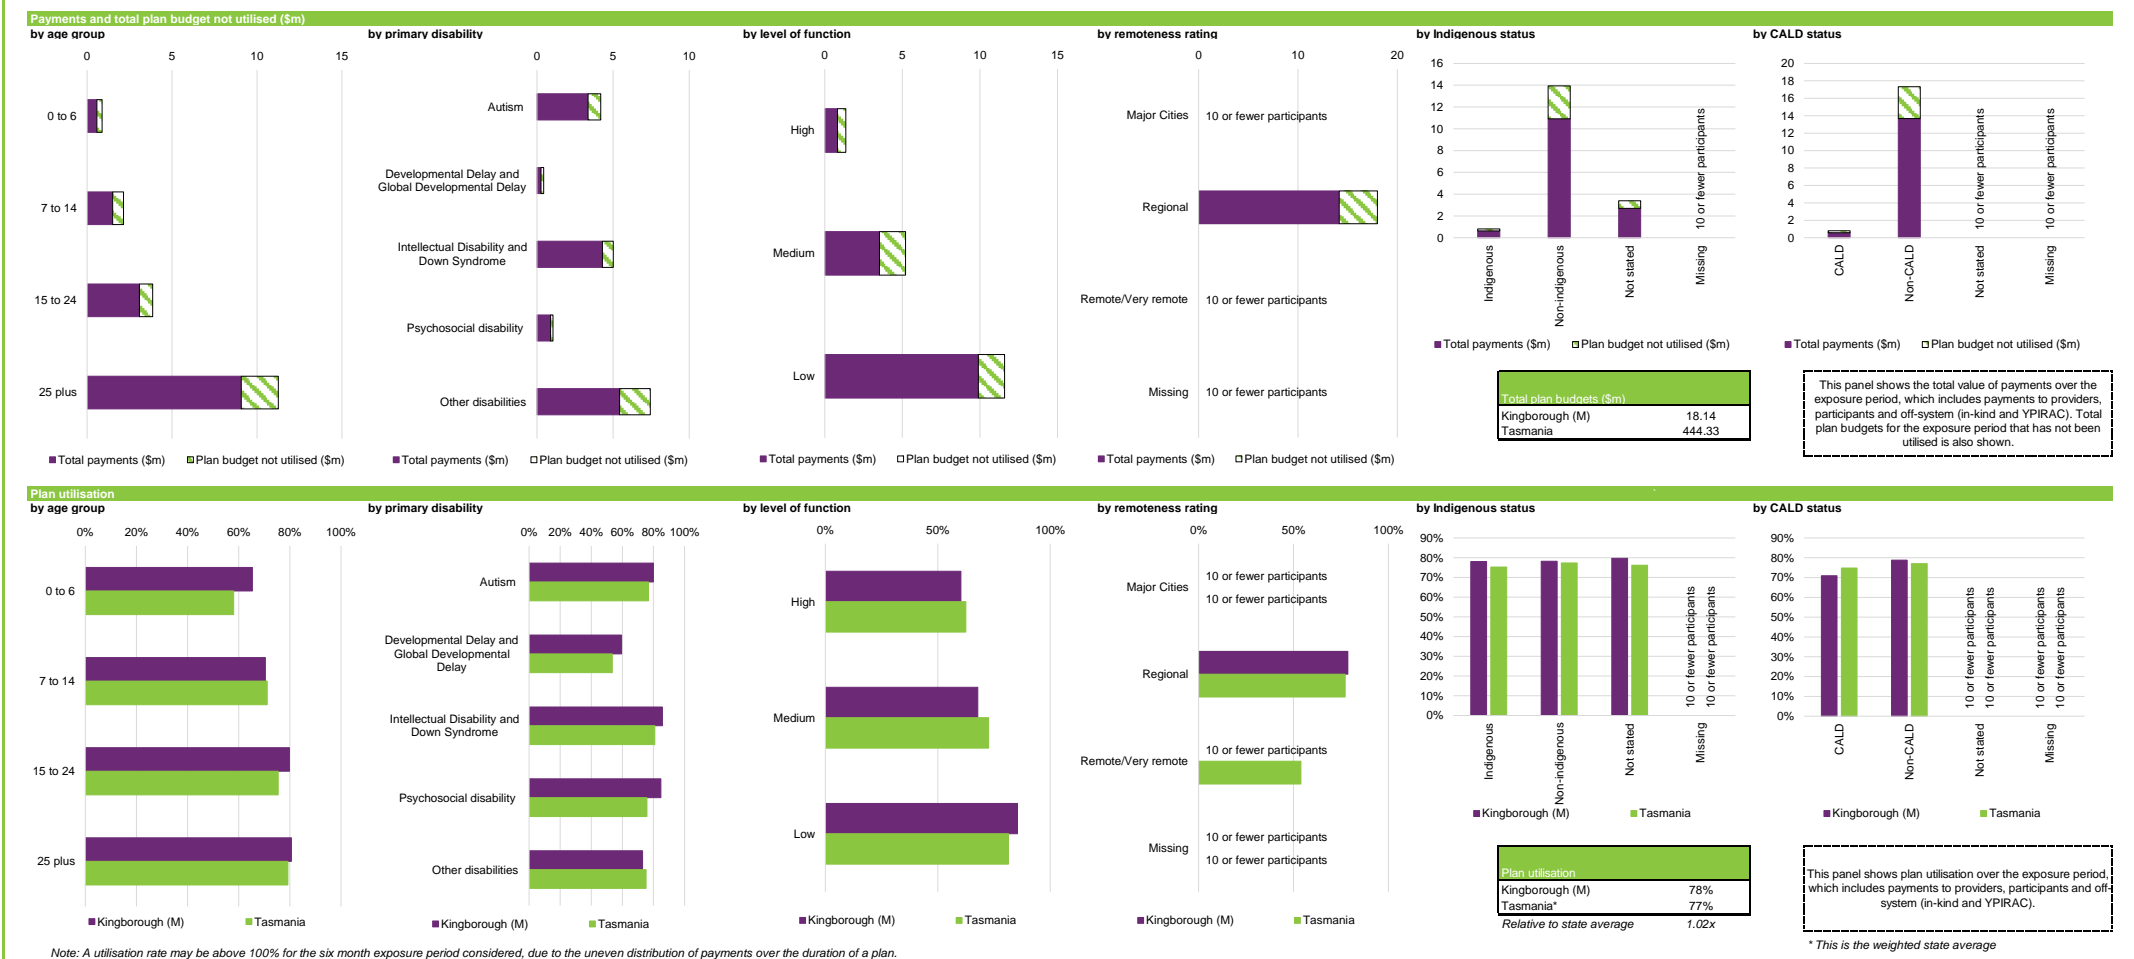 Payments and total plan budget not utilised ($m)
by age group
0 5 10 15
0 to 6
7 to 14
15 to 24
25 plus
Total payments ($m) Plan budget not utilised ($m)
by primary disability
0 5 10
Autism
Developmental Delay and
Global Developmental Delay
Intellectual Disability and
Down Syndrome
Psychosocial disability
Other disabilities
Total payments ($m) Plan budget not utilised ($m)
by level of function
0 5 10 15
High
Medium
Low
Total payments ($m) Plan budget not utilised ($m)
by remoteness rating
0 10 20
Major Cities 10 or fewer participants
Regional
Remote/Very remote 10 or fewer participants
Missing 10 or fewer participants
Total payments ($m) Plan budget not utilised ($m)
by Indigenous status
16
14
12
10
8
6
4
2
0
10 or fewer participants
Indigenous
Non-indigenous
Not stated
Missing
Total payments ($m) Plan budget not utilised ($m)
by CALD status
20
18
16
14
12
10
8
6
4
2
0
10 or fewer participants
10 or fewer participants
CALD
Non-CALD
Not stated
Missing
Total payments ($m) Plan budget not utilised ($m)
Total plan budgets ($m)
Kingborough (M) 18.14
Tasmania 444.33
This panel shows the total value of payments over the
exposure period, which includes payments to providers,
participants and off-system (in-kind and YPIRAC). Total
plan budgets for the exposure period that has not been
utilised is also shown.
Plan utilisation
by age group
0% 20% 40% 60% 80% 100%
0 to 6
7 to 14
15 to 24
25 plus
Kingborough (M) Tasmania
by primary disability
0% 20% 40% 60% 80% 100%
Autism
Developmental Delay and
Global Developmental
Delay
Intellectual Disability and
Down Syndrome
Psychosocial disability
Other disabilities
Kingborough (M) Tasmania
by level of function
0% 50% 100%
High
Medium
Low
Kingborough (M) Tasmania
by remoteness rating
0% 50% 100%
Major Cities
10 or fewer participants
10 or fewer participants
Regional
Remote/Very remote
10 or fewer participants
Missing
10 or fewer participants
10 or fewer participants
Kingborough (M) Tasmania
by Indigenous status
90%
80%
70%
60%
50%
40%
30%
20%
10%
0%
10 or fewer participants
10 or fewer participants
Indigenous
Non-indigenous
Not stated
Missing
Kingborough (M) Tasmania
by CALD status
90%
80%
70%
60%
50%
40%
30%
20%
10%
0%
10 or fewer participants
10 or fewer participants
10 or fewer participants
10 or fewer participants
CALD
Non-CALD
Not stated
Missing
Kingborough (M) Tasmania
Plan utilisation
Kingborough (M) 78%
Tasmania* 77%
Relative to state average 1.02x
This panel shows plan utilisation over the exposure period,
which includes payments to providers, participants and off-
system (in-kind and YPIRAC).
* This is the weighted state average
Note: A utilisation rate may be above 100% for the six month exposure period considered, due to the uneven distribution of payments over the duration of a plan.